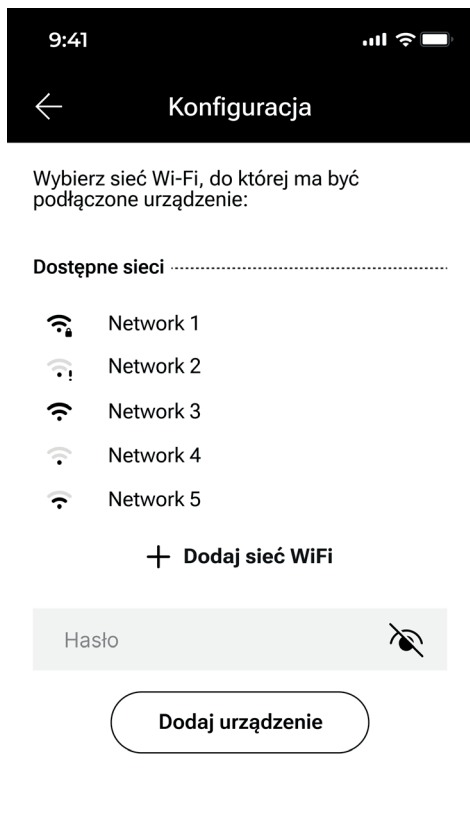 9:41
Konfiguracja
Wybierz sieć Wi-Fi, do której ma być
podłączone urządzenie:
Dostępne sieci
Network 1
Network 2
Network 3
Network 4
Network 5
+ Dodaj sieć WiFi
Hasło
Dodaj urządzenie